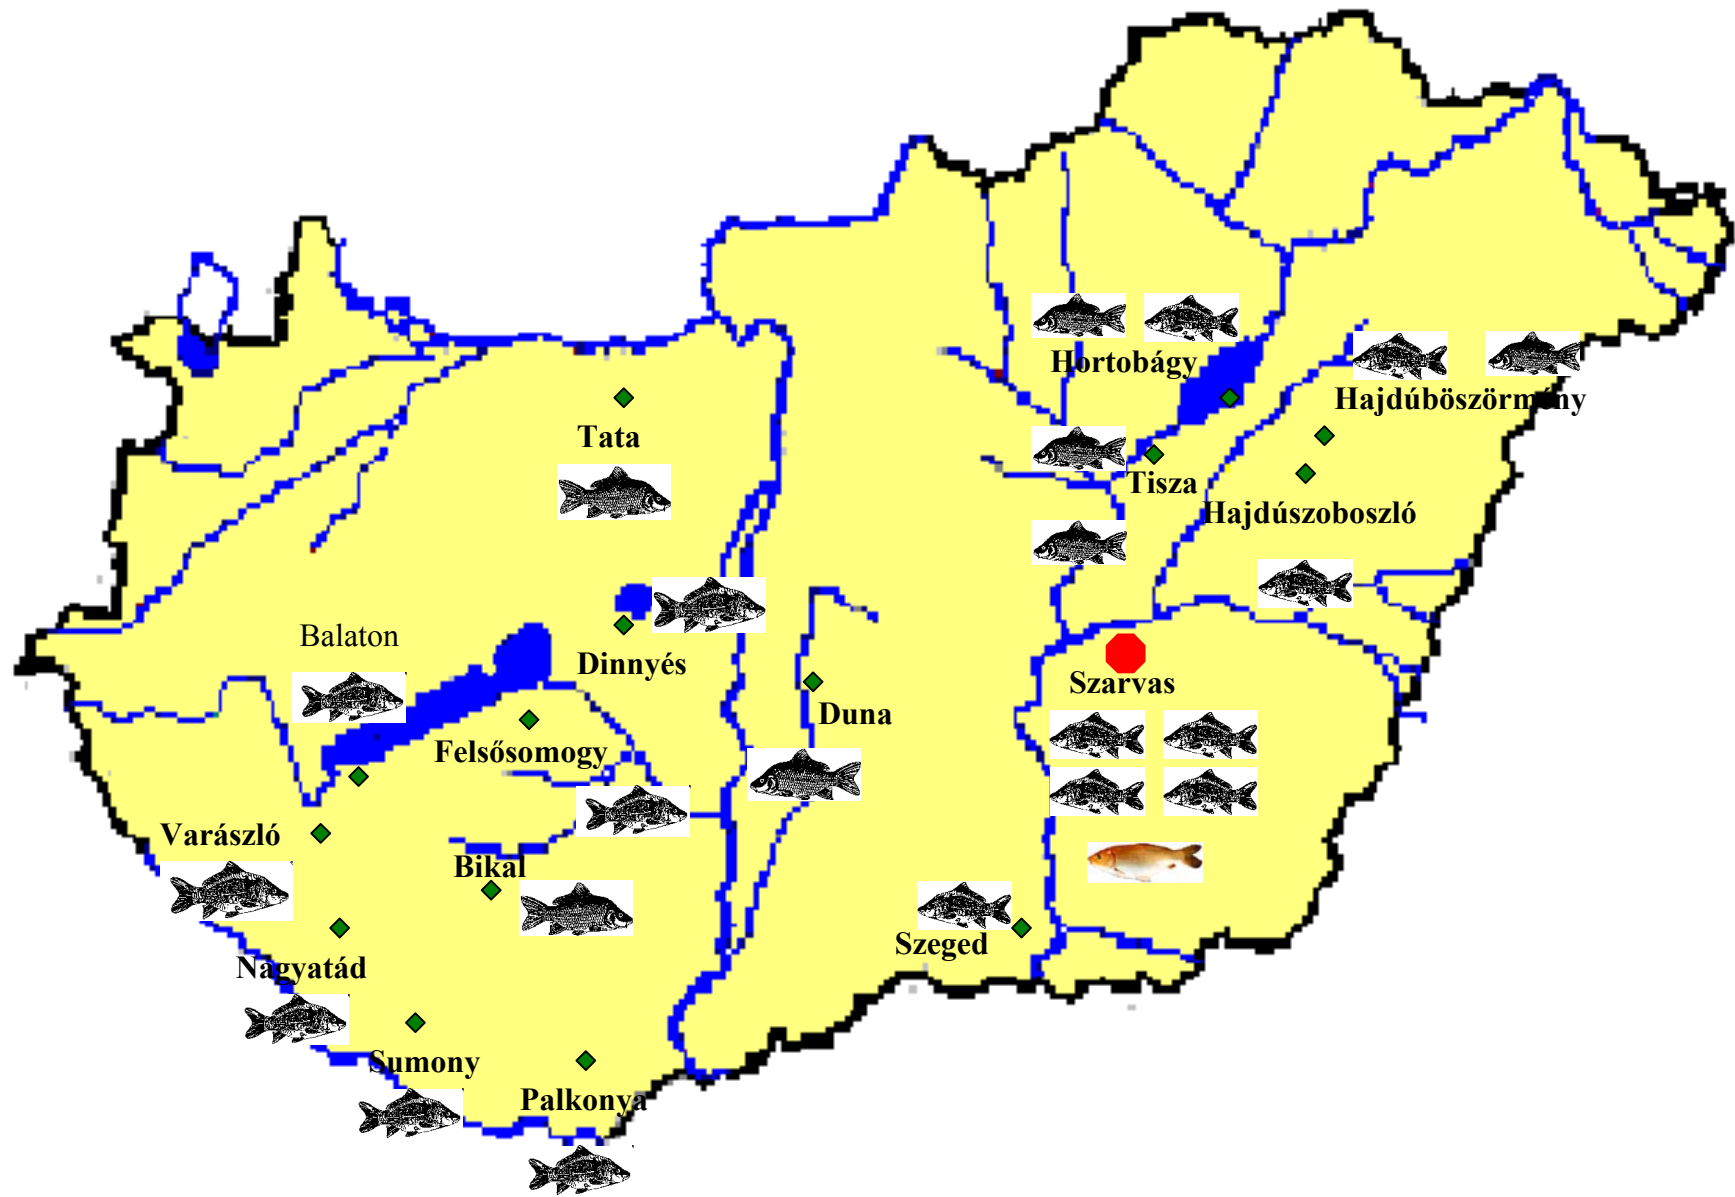 Hortobágy
Hajdúböszörmény
Tata
Tisza
Hajdúszoboszló
Balaton
Dinnyés
Szarvas
Duna
Felsősomogy
Varászló
Bikal
Szeged
Nagyatád
Sumony
Palkonya